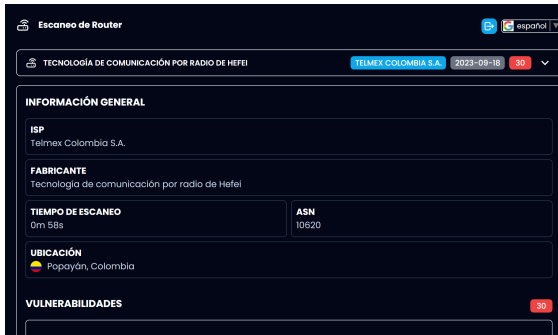 Escaneo de Router
español
TECNOLOGÍA DE COMUNICACIÓN POR RADIO DE HEFEI
TELMEX COLOMBIA S.A.
2023-09-18
30
INFORMACIÓN GENERAL
ISP
Telmex Colombia S.A.
FABRICANTE
Tecnología de comunicación por radio de Hefei
TIEMPO DE ESCANEO
0m 58s
ASN
10620
UBICACIÓN
Popayán, Colombia
VULNERABILIDADES
30